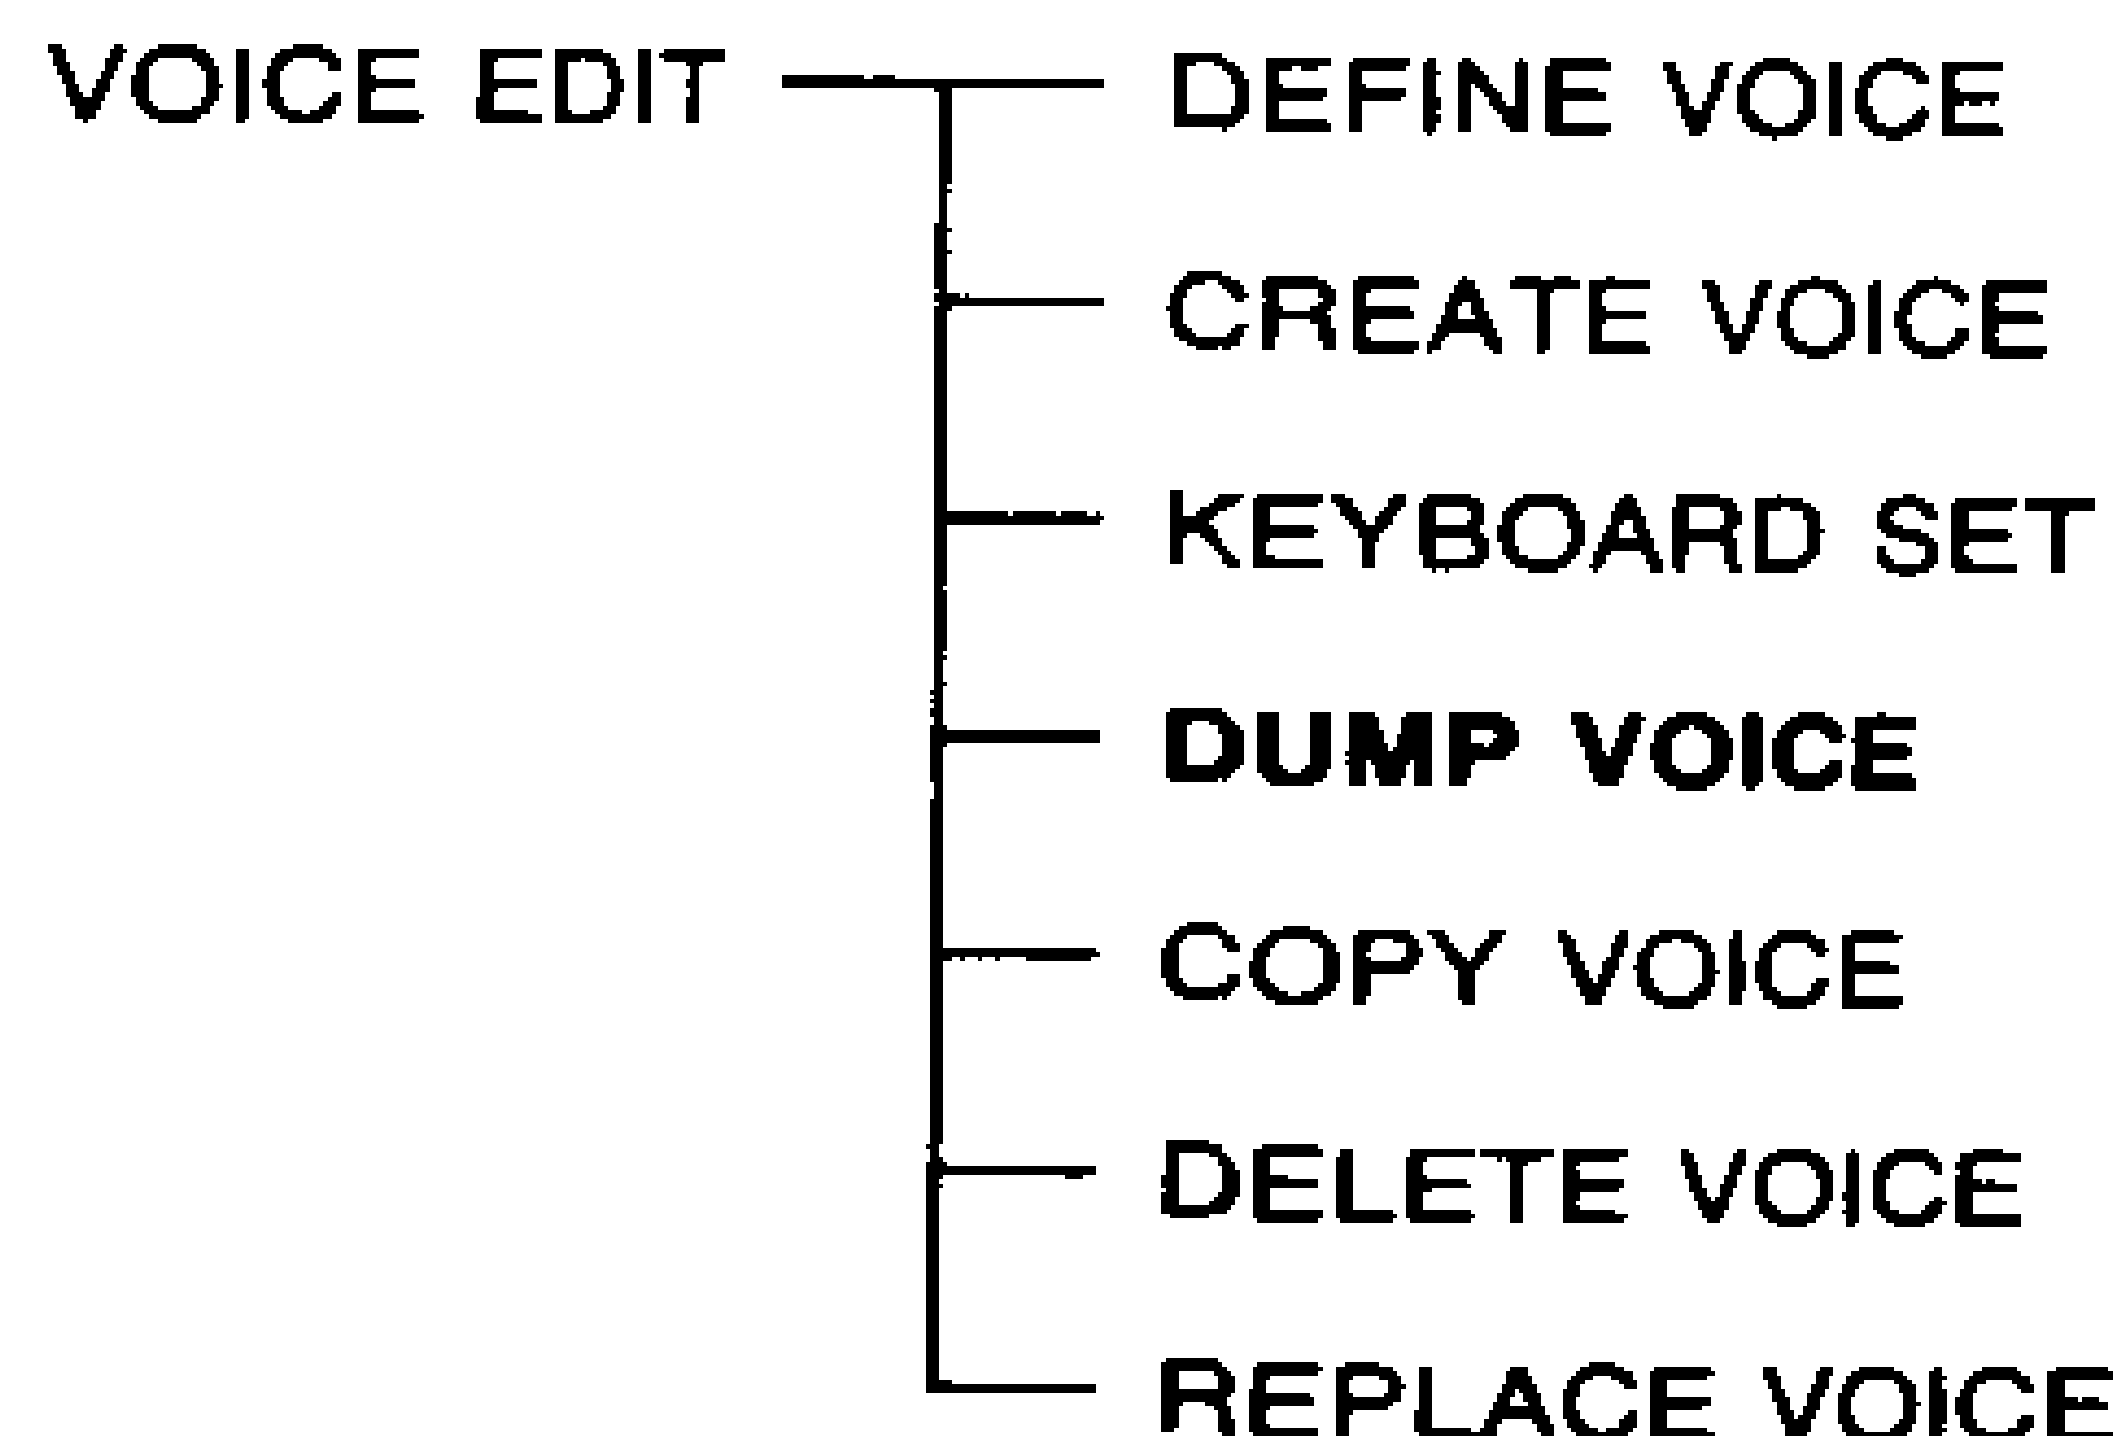 VOICE EDIT DEFINE VOICE
CREATE VOICE
KEYBOARD SET
DUMP VOICE
COPY VOICE
DELETE VOICE
REPLACE VOICE